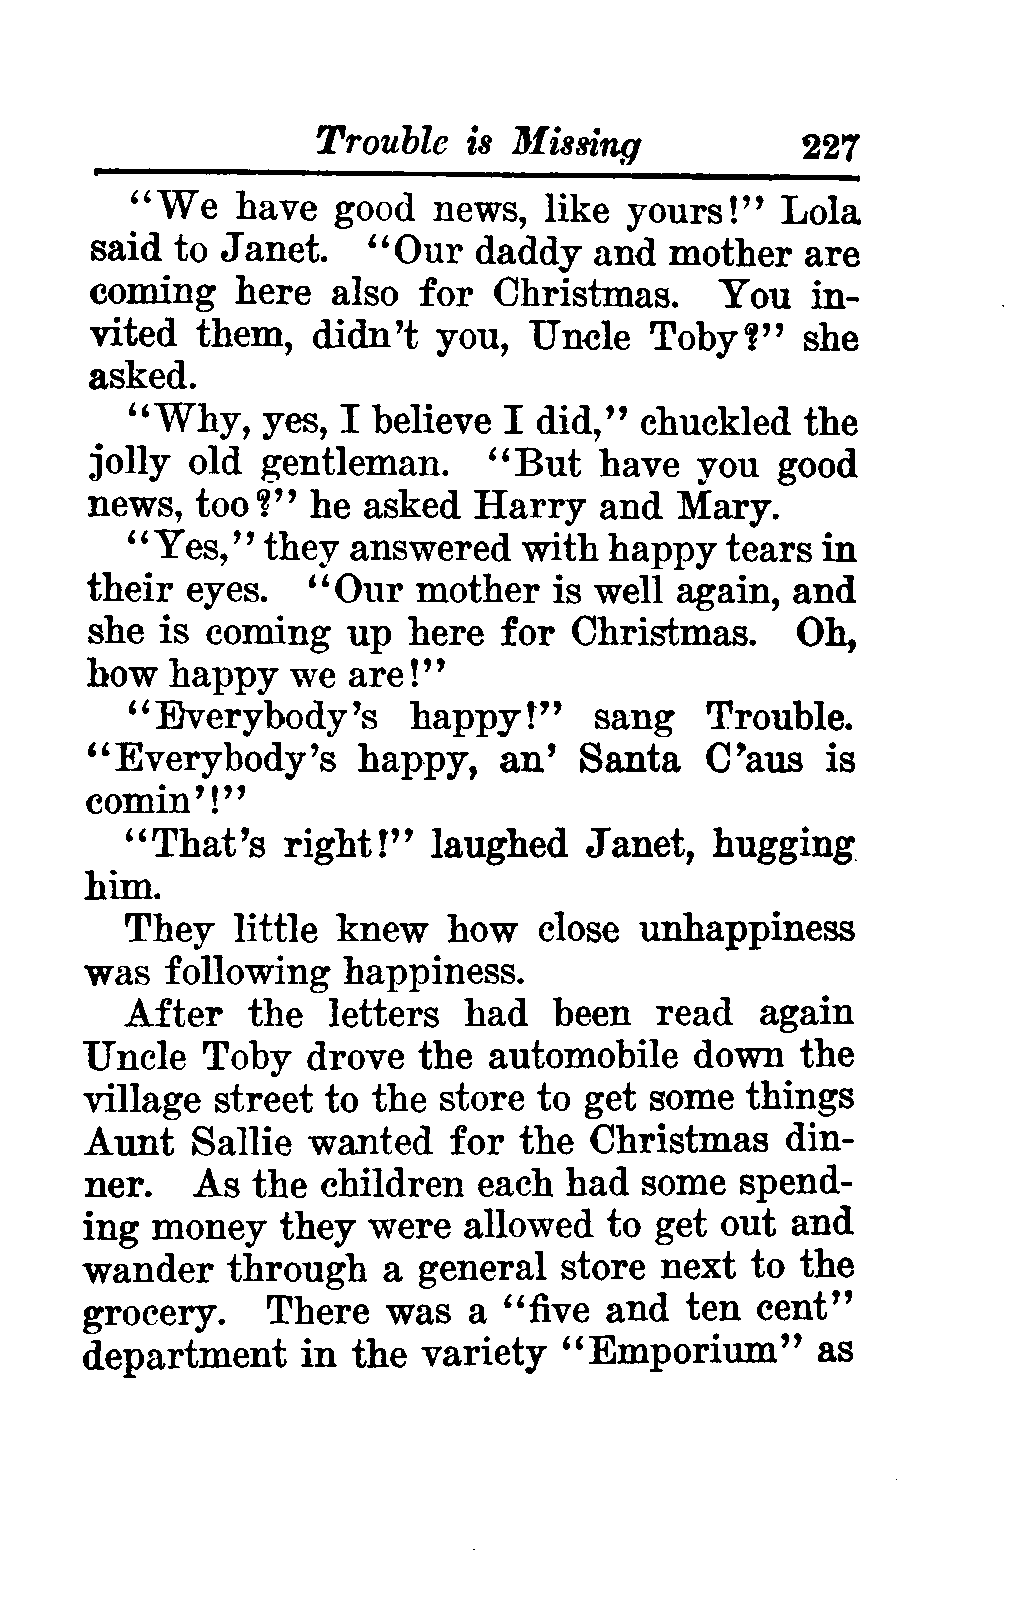 Trouble is Missing 227
"We have good news, like yours!" Lola
said to Janet. "Our daddy and mother are
coming here also for Christmas. You in-
vited them, didn't you, Uncle Toby?" she
asked.
"Why, yes, I believe I did," chuckled the
jolly old gentleman. "But have you good
news, too?" he asked Harry and Mary.
"Yes," they answered with happy tears in
their eyes. "Our mother is well again, and
she is coming up here for Christmas. Oh,
how happy we are!"
"Everybody's happy!" sang Trouble.
"Everybody's happy, an' Santa C'aus is
comin'!"
"That's right!" laughed Janet, hugging
him.
They little knew how close unhappiness
was following happiness.
After the letters had been read again
Uncle Toby drove the automobile down the
village street to the store to get some things
Aunt Sallie wanted for the Christmas din-
ner. As the children each had some spend-
ing money they were allowed to get out and
wander through a general store next to the
grocery. There was a "five and ten cent"
department in the variety "Emporium" as